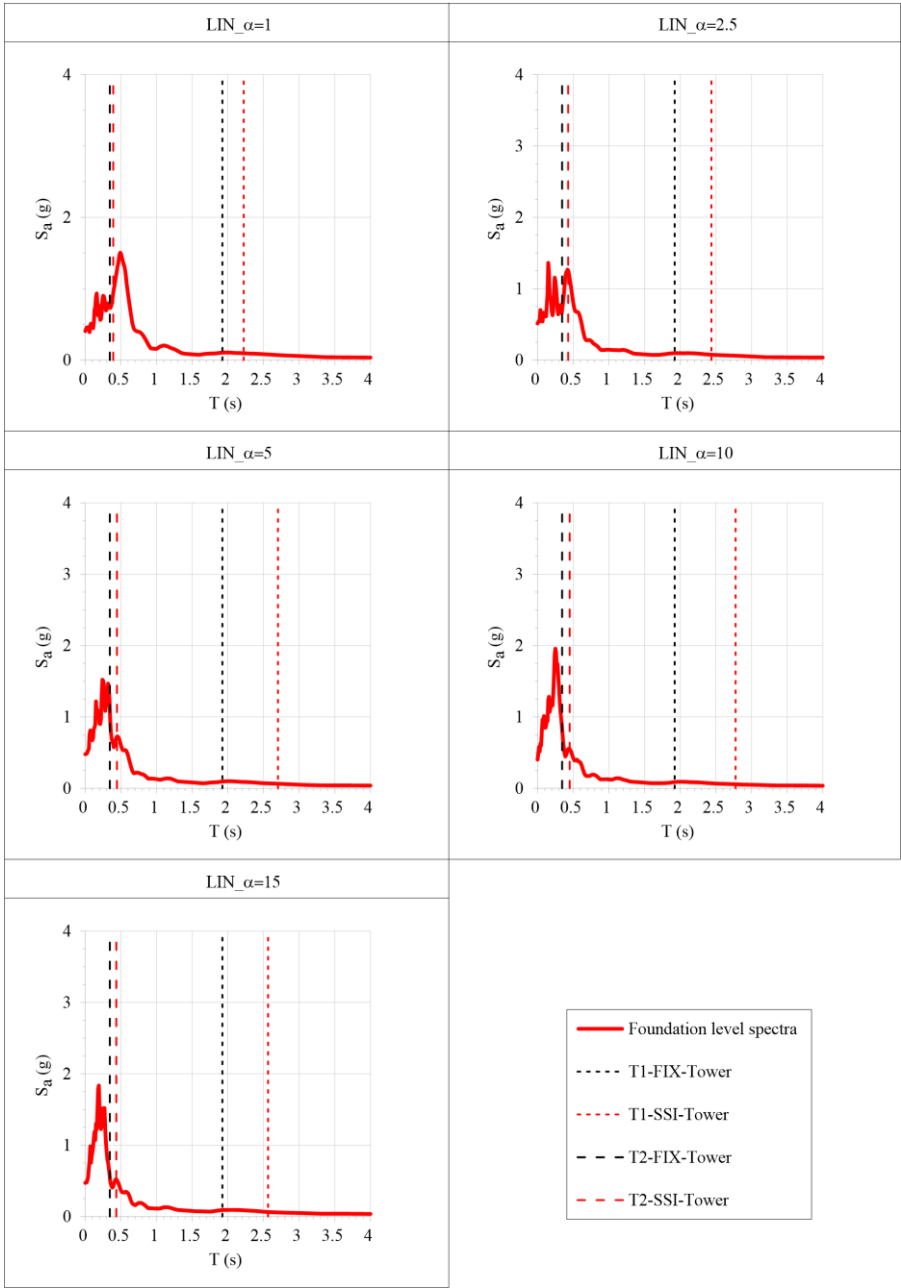 LIN_α=1
LIN_α=2.5
4
2
0
Sa (g)
0 0.5 1 1.5 2 2.5 3 3.5 4
T (s)
4
3
2
1
0
Sa (g)
0 0.5 1 1.5 2 2.5 3 3.5 4
T (s)
LIN_α=5
LIN_α=10
4
3
2
1
0
Sa (g)
0 0.5 1 1.5 2 2.5 3 3.5 4
T (s)
4
3
2
1
0
Sa (g)
0 0.5 1 1.5 2 2.5 3 3.5 4
T (s)
LIN_α=15
4
3
2
1
0
Sa (g)
0 0.5 1 1.5 2 2.5 3 3.5 4
T (s)
Foundation level spectra
T1-FIX-Tower
T1-SSI-Tower
T2-FIX-Tower
T2-SSI-Tower